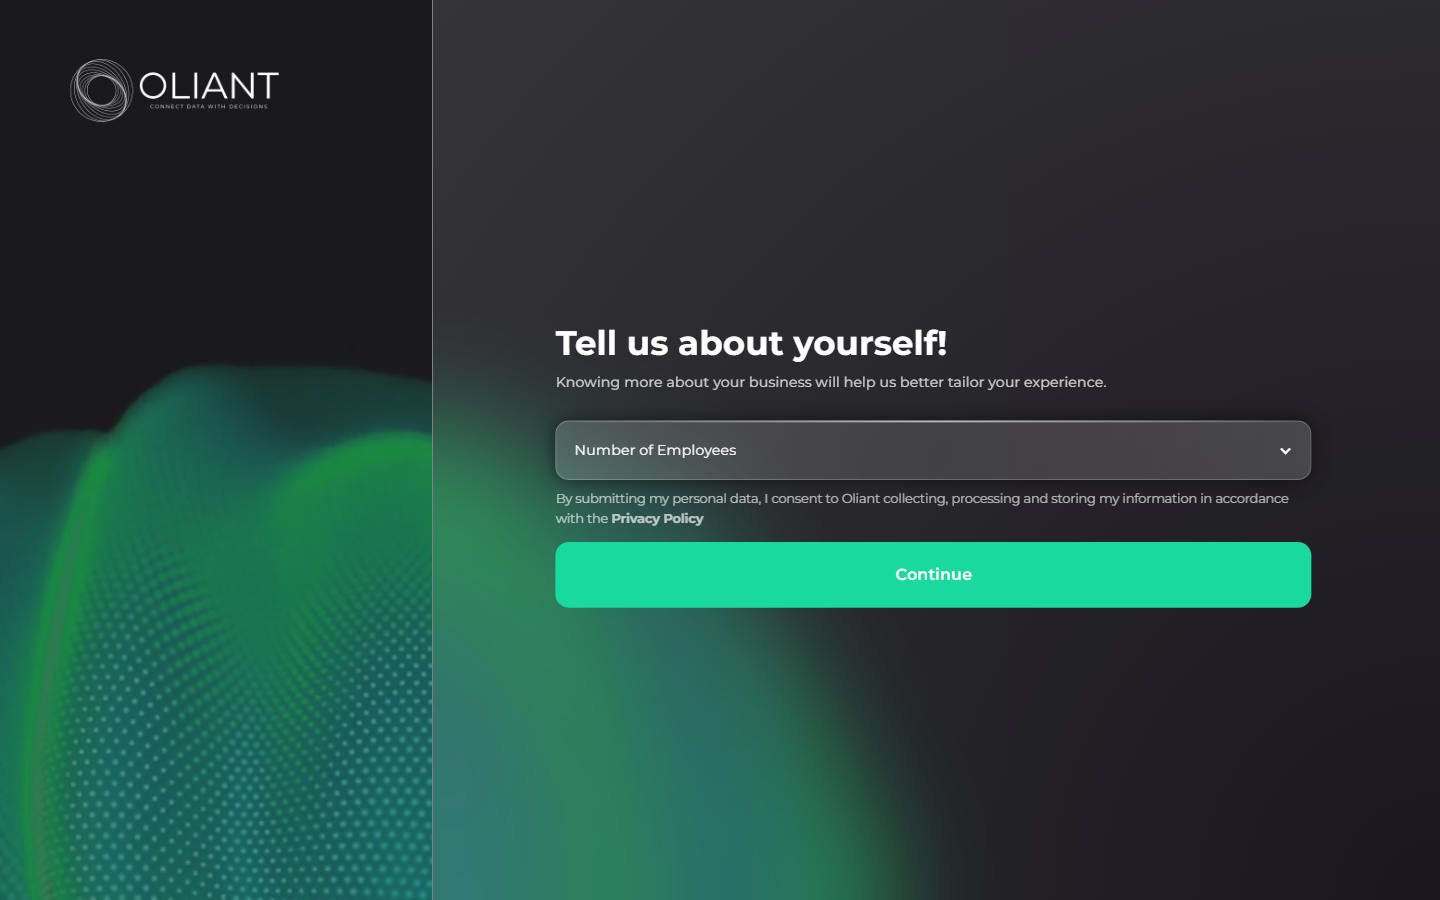 OLIANT
CONNECT DATA WITH DECISIONS
Tell us about yourself!
Knowing more about your business will help us better tailor your experience.
Number of Employees
By submitting my personal data, I consent to Oliant collecting, processing and storing my information in accordance
with the Privacy Policy
Continue